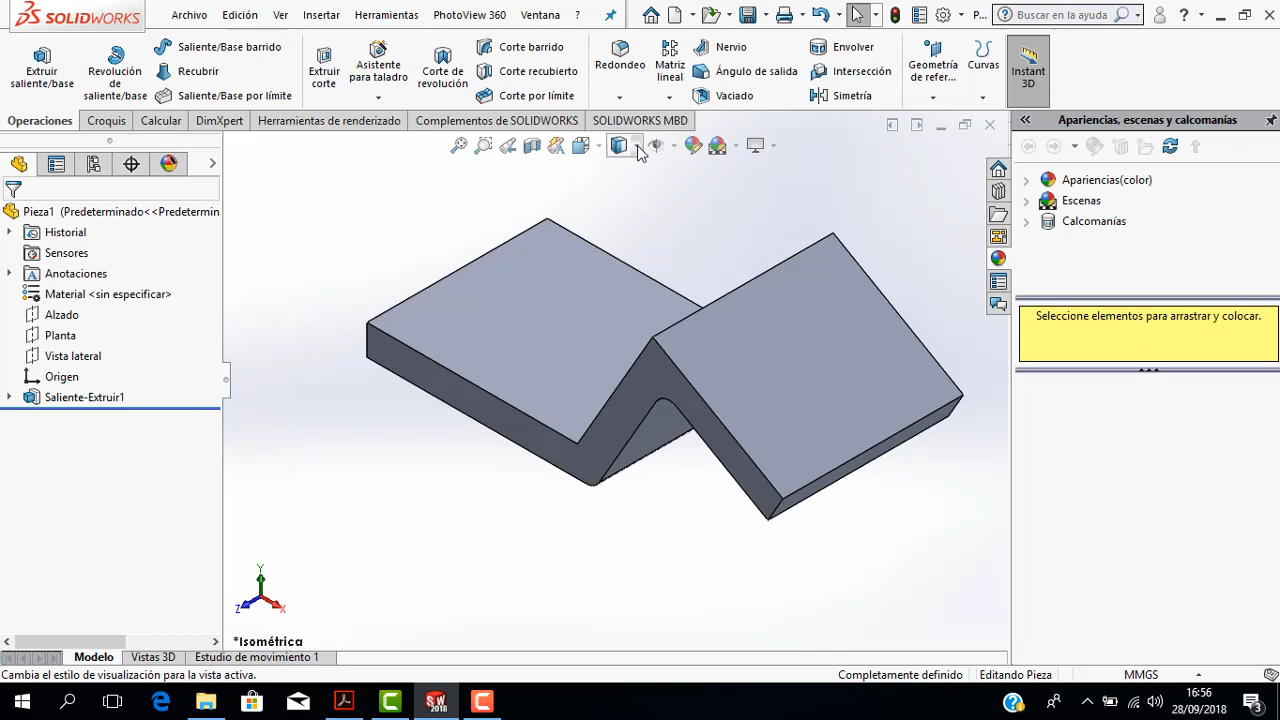 SOLIDWORKS
Archivo Edición Ver Insertar Herramientas PhotoView 360 Ventana ?
P... Buscar en la ayuda ?
Extruir saliente/base
Revolución de saliente/base
Saliente/Base barrido
Recubrir
Saliente/Base por límite
Extruir corte
Asistente para taladro
Corte de revolución
Corte barrido
Corte recubierto
Corte por límite
Redondeo
Matriz lineal
Nervio
Ángulo de salida
Vaciado
Envolver
Intersección
Simetría
Geometría de refer...
Curvas
Instant 3D
Operaciones Croquis Calcular DimXpert Herramientas de renderizado Complementos de SOLIDWORKS SOLIDWORKS MBD
Apariencias, escenas y calcomanías
Apariencias(color)
Escenas
Calcomanías
Seleccione elementos para arrastrar y colocar.
Pieza1 (Predeterminado<<Predetermin
Historial
Sensores
Anotaciones
Material <sin especificar>
Alzado
Planta
Vista lateral
Origen
Saliente-Extruir1
Y
Z X
*Isométrica
Modelo Vistas 3D Estudio de movimiento 1
Cambia el estilo de visualización para la vista activa. Completamente definido Editando Pieza MMGS
SW 2018
16:56
28/09/2018
3